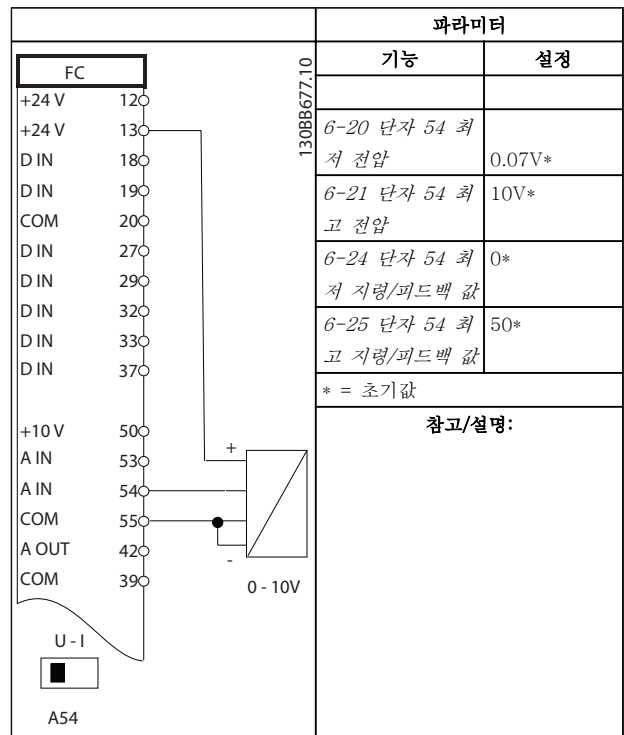 FC
+24 V 12
+24 V 13
D IN 18
D IN 19
COM 20
D IN 27
D IN 29
D IN 32
D IN 33
D IN 37
+10 V 50
A IN 53
A IN 54
COM 55
A OUT 42
COM 39
+
-
0 - 10V
U - I
A54
130BB677.10
파라미터
기능 설정
6-20 단자 54 최
저 전압 0.07V*
6-21 단자 54 최 10V*
고 전압
6-24 단자 54 최 0*
저 지령/피드백 값
6-25 단자 54 최 50*
고 지령/피드백 값
* = 초기값
참고/설명: